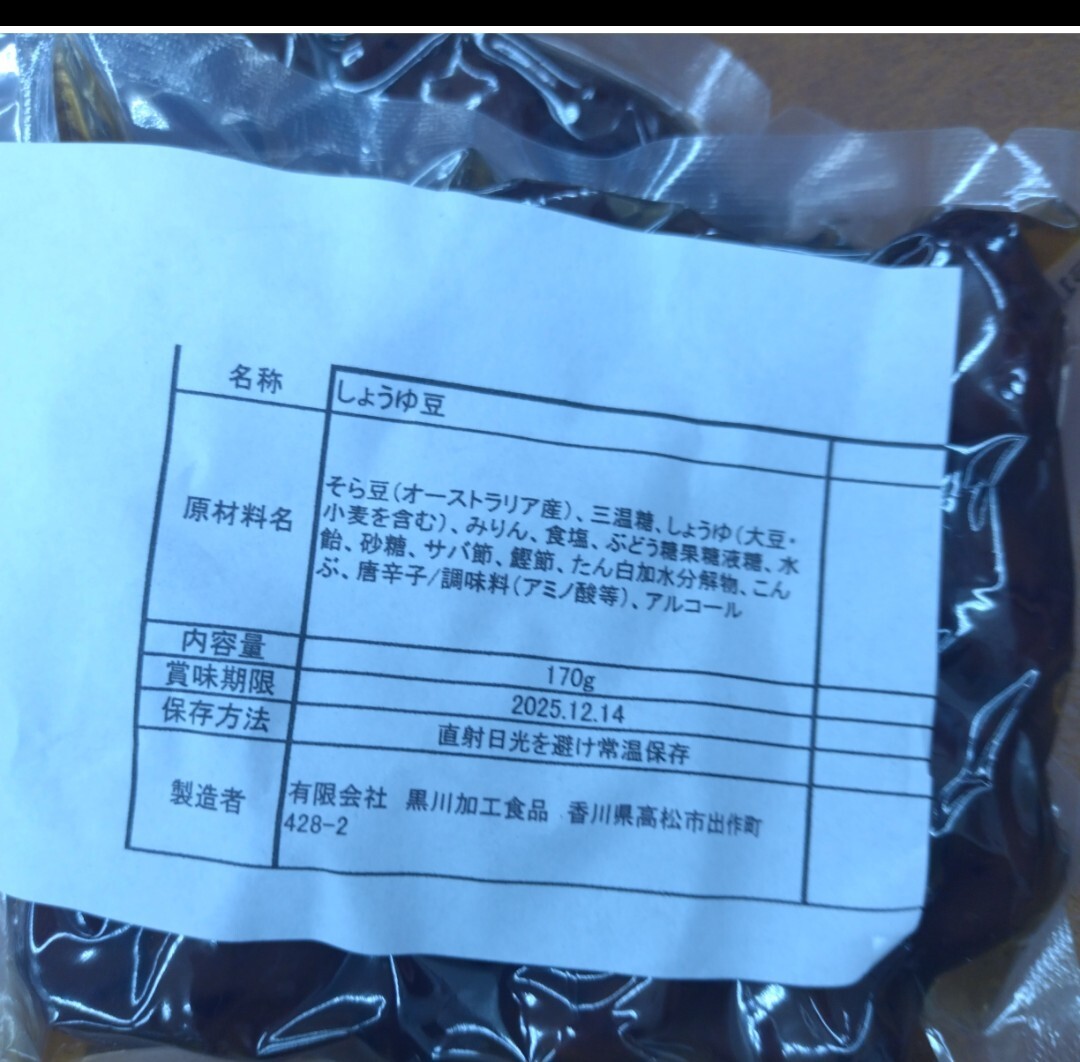 名称
しょうゆ豆
原材料名
そら豆(オーストラリア産)、三温糖、しょうゆ(大豆・
小麦を含む)、みりん、食塩、ぶどう糖果糖液糖、水
飴、砂糖、サバ節、鰹節、たん白加水分解物、こん
ぶ、唐辛子/調味料(アミノ酸等)、アルコール
内容量
170g
賞味期限
2025.12.14
保存方法
直射日光を避け常温保存
製造者
有限会社 黒川加工食品 香川県高松市出作町
428-2